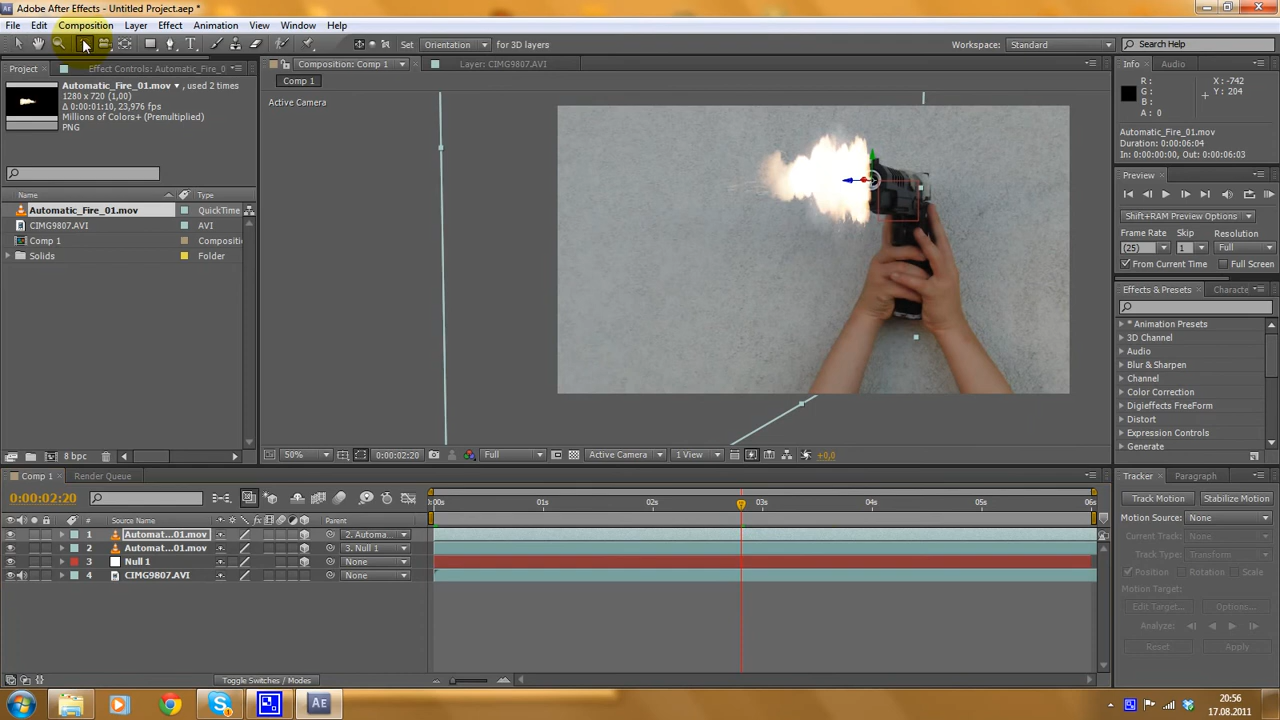 Adobe After Effects - Untitled Project.aep *
File Edit Composition Layer Effect Animation View Window Help
Set Orientation for 3D layers
Workspace: Standard
Search Help
Project Effect Controls: Automatic_Fire_0
Automatic_Fire_01.mov , used 2 times
1280 x 720 (1,00)
Δ 0:00:01:10, 23,976 fps
Millions of Colors+ (Premultiplied)
PNG
Name Type
Automatic_Fire_01.mov QuickTime
CIMG9807.AVI AVI
Comp 1 Compositi
Solids Folder
8 bpc
Composition: Comp 1
Layer: CIMG9807.AVI
Comp 1
Active Camera
50% 0:00:02:20 Full Active Camera 1 View +0,0
Info Audio
R :
G :
B :
A : 0
X : -742
Y : 204
Automatic_Fire_01.mov
Duration: 0:00:06:04
In: 0:00:00:00, Out: 0:00:06:03
Preview
Shift+RAM Preview Options
Frame Rate Skip Resolution
(25) 1 Full
From Current Time Full Screen
Effects & Presets Characte
* Animation Presets
3D Channel
Audio
Blur & Sharpen
Channel
Color Correction
Digieffects FreeForm
Distort
Expression Controls
Generate
Comp 1 Render Queue
0:00:02:20
:00s 01s 02s 03s 04s 05s 06s
# Source Name Parent
1 Automat...01.mov 2. Automa...
2 Automat...01.mov 3. Null 1
3 Null 1 None
4 CIMG9807.AVI None
Toggle Switches / Modes
Tracker Paragraph
Track Motion Stabilize Motion
Motion Source: None
Current Track: None
Track Type: Transform
Position Rotation Scale
Motion Target:
Edit Target... Options...
Analyze:
Reset Apply
Ae
20:56
17.08.2011